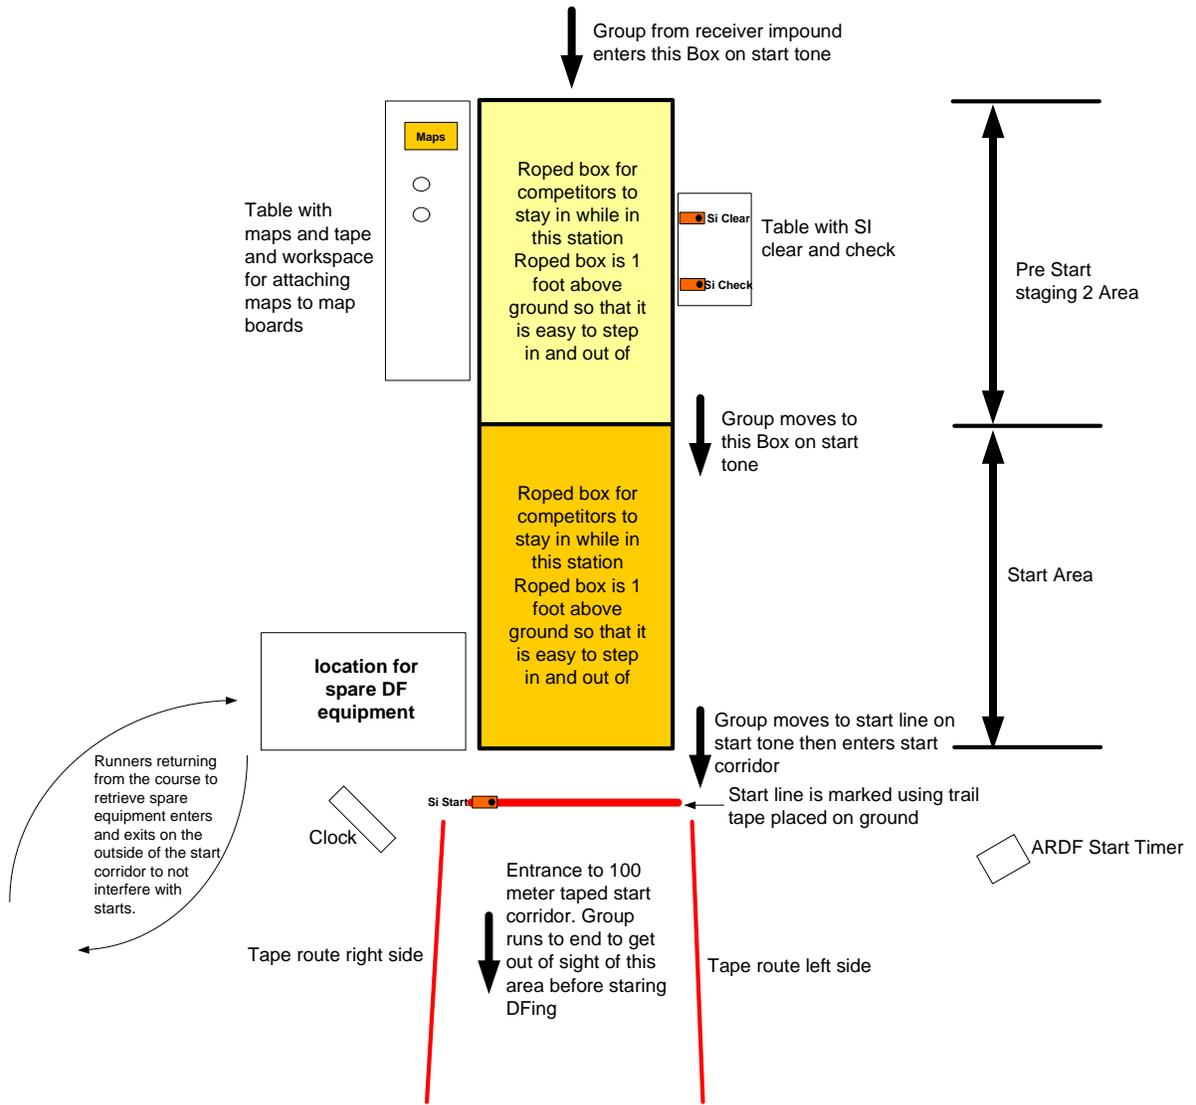 Group from receiver impound
enters this Box on start tone
Maps
Roped box for
competitors to
stay in while in
this station
Roped box is 1
foot above
ground so that it
is easy to step
in and out of
Table with
maps and tape
and workspace
for attaching
maps to map
boards
Si Clear
Si Check
Table with SI
clear and check
Pre Start
staging 2 Area
Group moves to
this Box on start
tone
Roped box for
competitors to
stay in while in
this station
Roped box is 1
foot above
ground so that it
is easy to step
in and out of
Start Area
location for
spare DF
equipment
Group moves to start line on
start tone then enters start
corridor
Runners returning
from the course to
retrieve spare
equipment enters
and exits on the
outside of the start
corridor to not
interfere with
starts.
Si Start
Start line is marked using trail
tape placed on ground
Clock
ARDF Start Timer
Entrance to 100
meter taped start
corridor. Group
runs to end to get
out of sight of this
area before staring
DFing
Tape route right side
Tape route left side